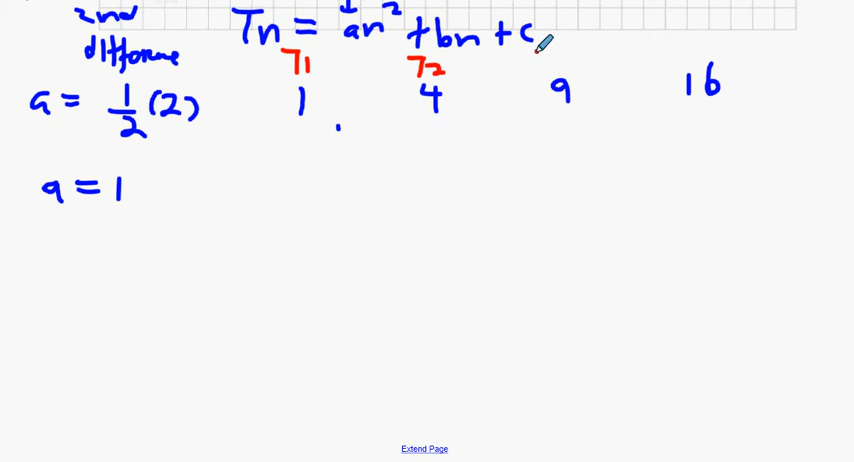 2nd
difference
Tn = an² + bn + c
T1 T2
a = 1/2 (2) 1 4 9 16
a = 1
Extend Page